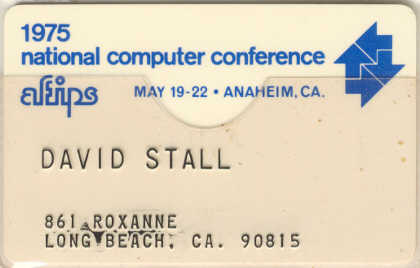 1975
national computer conference
afips
MAY 19-22 • ANAHEIM, CA.
DAVID STALL
861 ROXANNE
LONG BEACH, CA. 90815